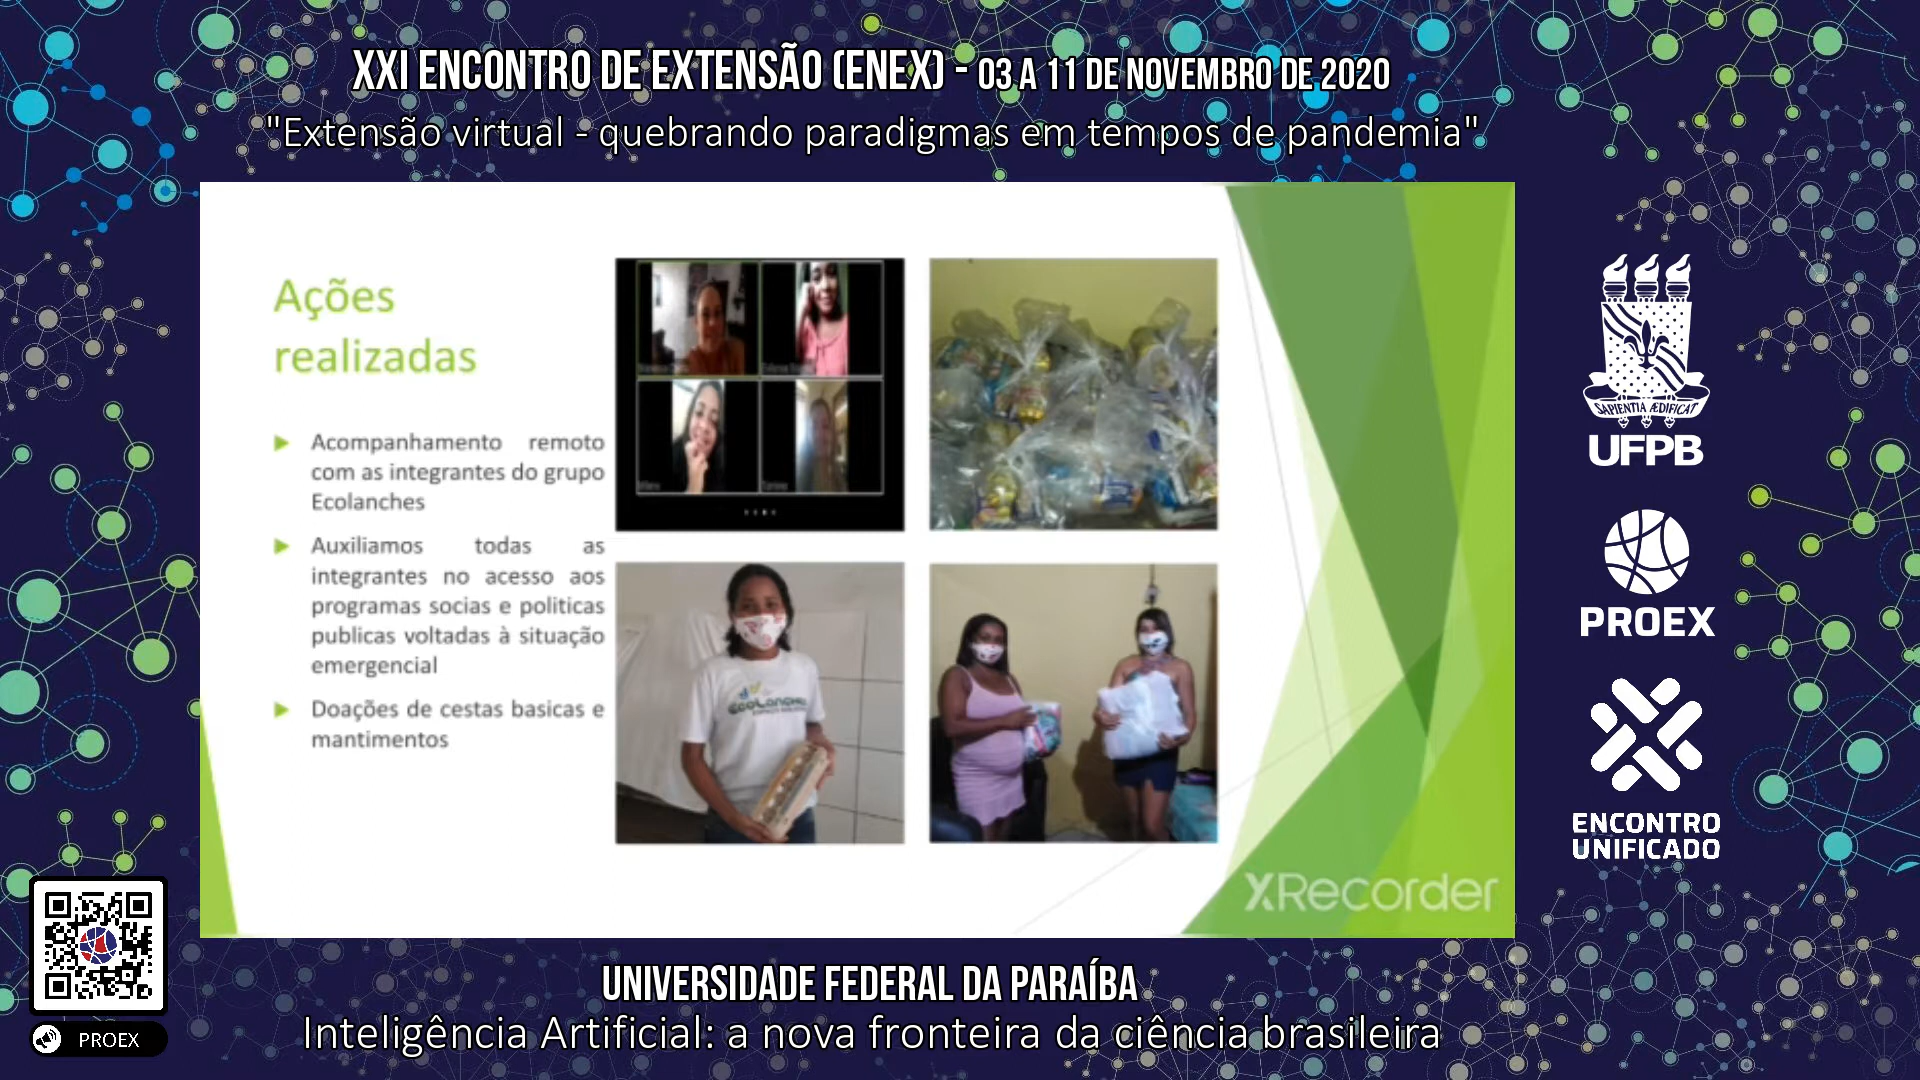 XXI ENCONTRO DE EXTENSÃO (ENEX) - 03 A 11 DE NOVEMBRO DE 2020
"Extensão virtual - quebrando paradigmas em tempos de pandemia"
Ações
realizadas
Acompanhamento remoto
com as integrantes do grupo
Ecolanches
Auxiliamos todas as
integrantes no acesso aos
programas socias e politicas
publicas voltadas à situação
emergencial
Doações de cestas basicas e
mantimentos
XRecorder
SAPIENTIA ÆDIFICAT
UFPB
PROEX
ENCONTRO
UNIFICADO
PROEX
UNIVERSIDADE FEDERAL DA PARAÍBA
Inteligência Artificial: a nova fronteira da ciência brasileira